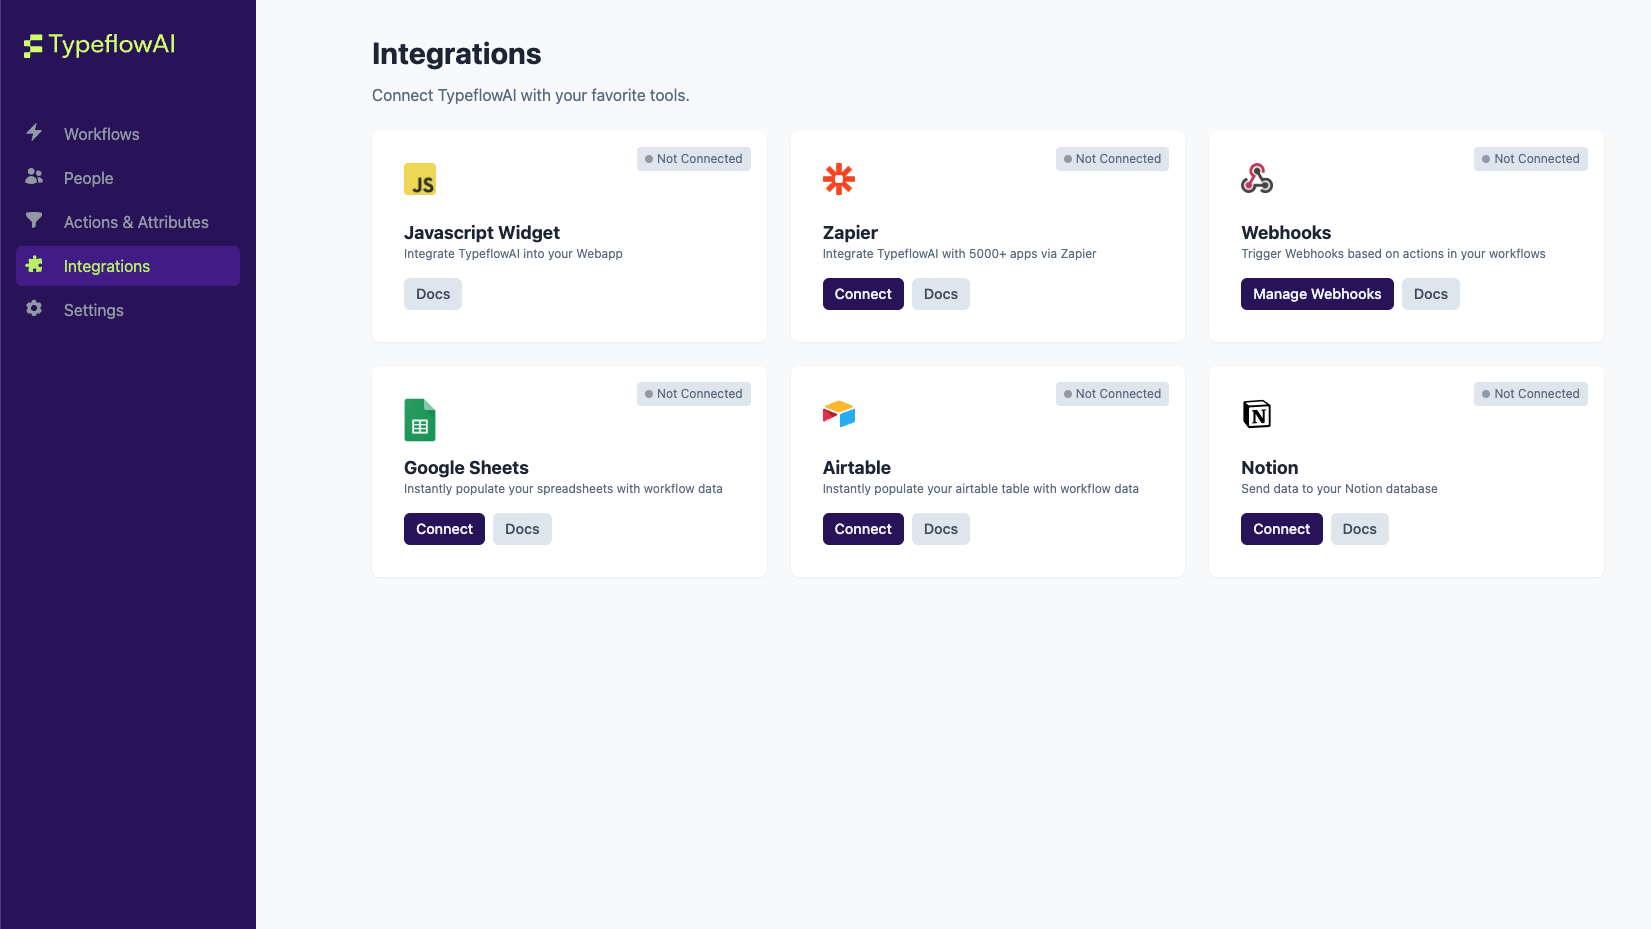 TypeflowAI
Workflows
People
Actions & Attributes
Integrations
Settings
Integrations
Connect TypeflowAI with your favorite tools.
Not Connected
JS
Javascript Widget
Integrate TypeflowAI into your Webapp
Docs
Not Connected
Zapier
Integrate TypeflowAI with 5000+ apps via Zapier
Connect Docs
Not Connected
Webhooks
Trigger Webhooks based on actions in your workflows
Manage Webhooks Docs
Not Connected
Google Sheets
Instantly populate your spreadsheets with workflow data
Connect Docs
Not Connected
Airtable
Instantly populate your airtable table with workflow data
Connect Docs
Not Connected
N
Notion
Send data to your Notion database
Connect Docs